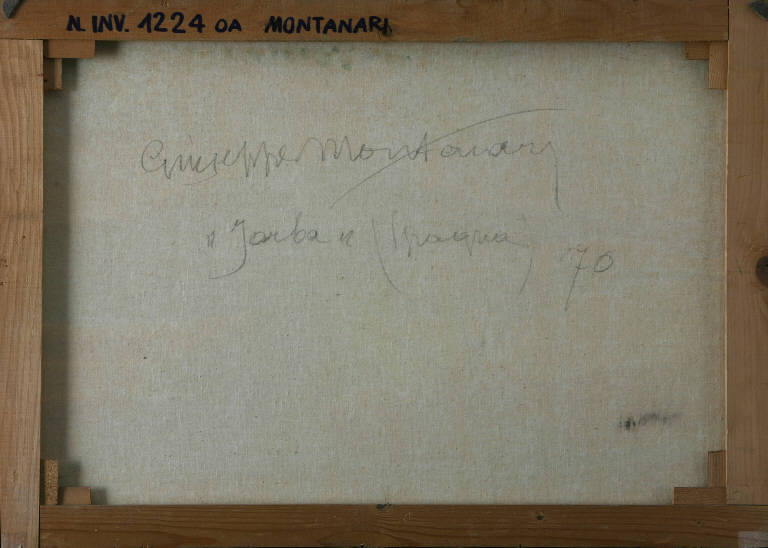 N. INV. 1224 OA MONTANARI
Giuseppe Montanari
"Jorba" (Spagna) 70